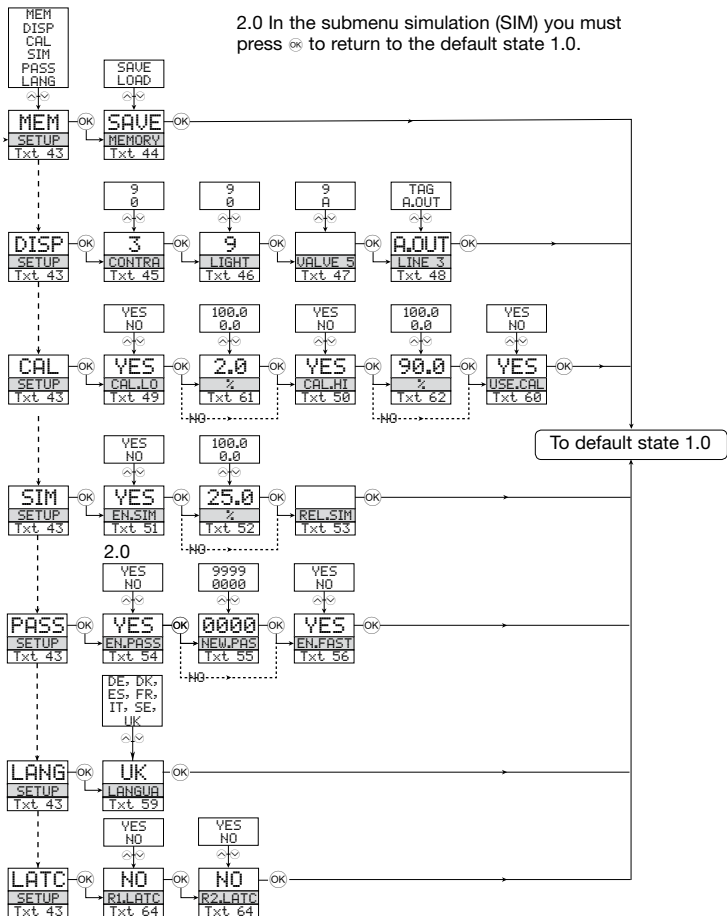 2.0 In the submenu simulation (SIM) you must
press OK to return to the default state 1.0.
MEM
DISP
CAL
SIM
PASS
LANG
SAVE
LOAD
MEM OK SAVE OK
SETUP MEMORY
Txt 43 Txt 44
9 9 9 TAG
0 0 A A.OUT
DISP OK 3 OK 9 OK OK A.OUT OK
SETUP CONTRA LIGHT VALVE 5 LINE 3
Txt 43 Txt 45 Txt 46 Txt 47 Txt 48
YES 100.0 YES 100.0 YES
NO 0.0 NO 0.0 NO
CAL OK YES OK 2.0 OK YES OK 90.0 OK YES OK
SETUP CAL.LO % CAL.HI % USE.CAL
Txt 43 Txt 49 Txt 61 Txt 50 Txt 62 Txt 60
NO NO
To default state 1.0
YES 100.0
NO 0.0
SIM OK YES OK 25.0 OK OK
SETUP EN.SIM % REL.SIM
Txt 43 Txt 51 Txt 52 Txt 53
NO
2.0
YES 9999 YES
NO 0000 NO
PASS OK YES OK 0000 OK YES OK
SETUP EN.PASS NEW.PAS EN.FAST
Txt 43 Txt 54 Txt 55 Txt 56
NO
DE, DK,
ES, FR,
IT, SE,
UK
LANG OK UK OK
SETUP LANGUA
Txt 43 Txt 59
YES YES
NO NO
LATC OK NO OK NO OK
SETUP R1.LATC R2.LATC
Txt 43 Txt 64 Txt 64